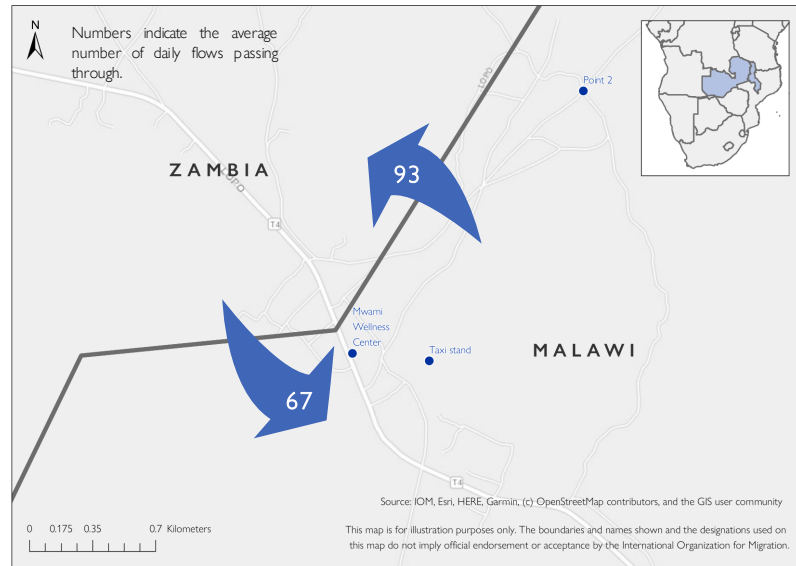 N
Numbers indicate the average
number of daily flows passing
through.
LOPO
Point 2
ZAMBIA
LOPO
93
T4
Mwami
Wellness
Center
Taxi stand
MALAWI
67
T4
Source: IOM, Esri, HERE, Garmin, (c) OpenStreetMap contributors, and the GIS user community
0 0.175 0.35 0.7 Kilometers
This map is for illustration purposes only. The boundaries and names shown and the designations used on
this map do not imply official endorsement or acceptance by the International Organization for Migration.